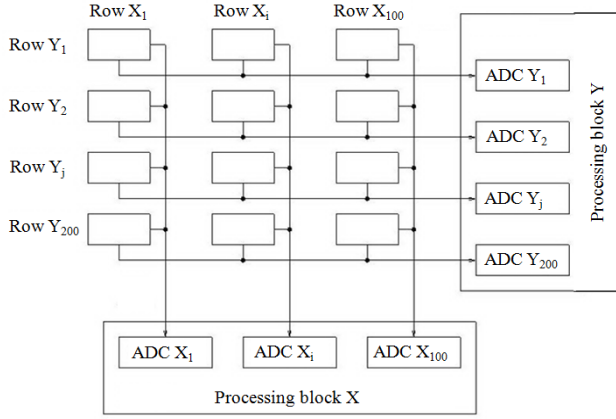 Row X₁ Row Xᵢ Row X₁₀₀
Row Y₁
ADC Y₁
Row Y₂
ADC Y₂
Row Yⱼ
ADC Yⱼ
Row Y₂₀₀
ADC Y₂₀₀
Processing block Y
ADC X₁ ADC Xᵢ ADC X₁₀₀
Processing block X